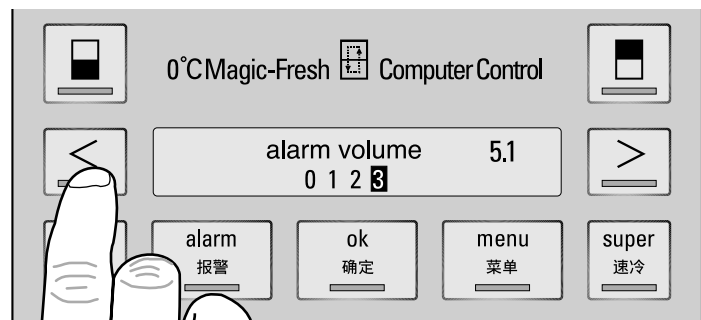 0°C Magic-Fresh Computer Control
<
alarm volume 5.1
0 1 2 3
>
alarm
报警
ok
确定
menu
菜单
super
速冷